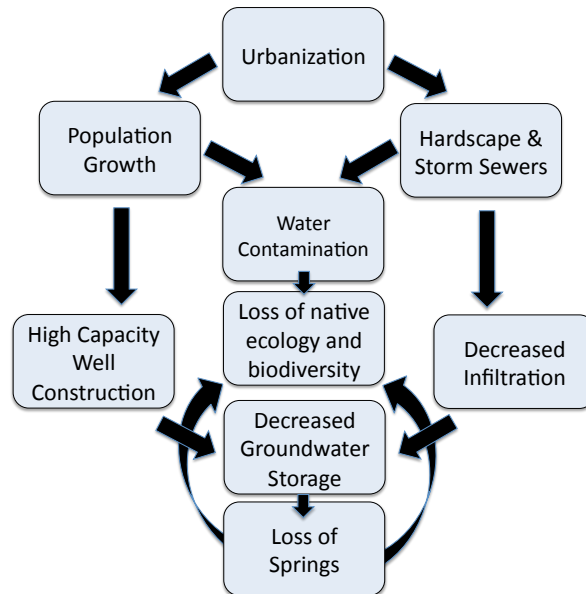 Urbanization
Population
Growth
Hardscape &
Storm Sewers
Water
Contamination
High Capacity
Well
Construction
Loss of native
ecology and
biodiversity
Decreased
Infiltration
Decreased
Groundwater
Storage
Loss of
Springs